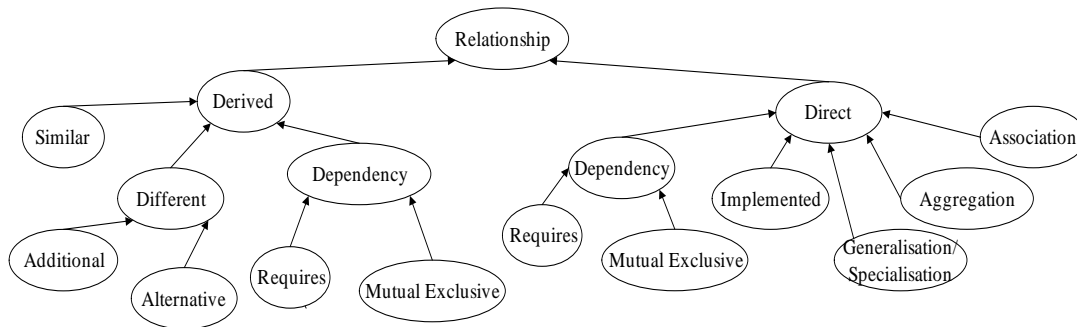 Relationship
Derived
Direct
Similar
Association
Dependency
Dependency
Different
Implemented
Aggregation
Requires
Additional
Generalisation/
Specialisation
Mutual Exclusive
Requires
Alternative
Mutual Exclusive